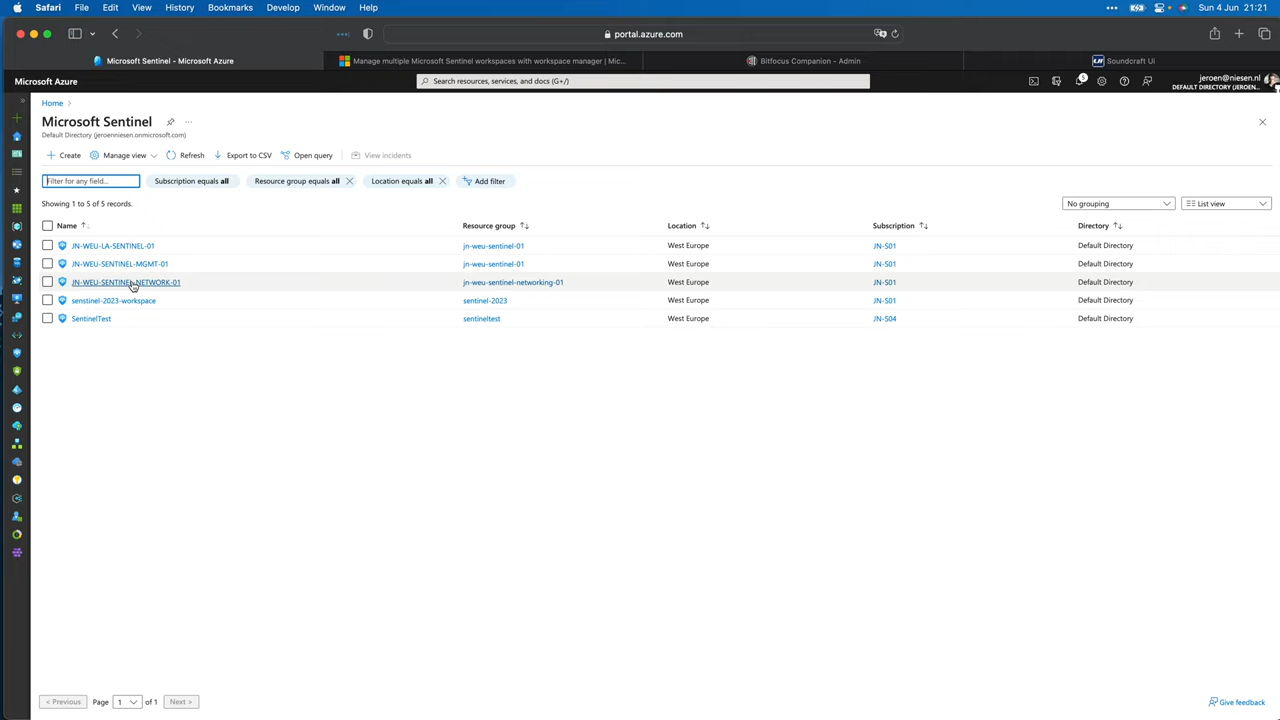 Safari File Edit View History Bookmarks Develop Window Help Sun 4 Jun 21:21
portal.azure.com
Microsoft Sentinel - Microsoft Azure Manage multiple Microsoft Sentinel workspaces with workspace manager | Mic... Bitfocus Companion - Admin Soundcraft Ui
Microsoft Azure Search resources, services, and docs (G+/) 5 jeroen@niesen.nl
DEFAULT DIRECTORY (JEROEN....
Home >
Microsoft Sentinel ...
Default Directory (jeroenniesen.onmicrosoft.com)
Create Manage view Refresh Export to CSV Open query View incidents
Filter for any field... Subscription equals all Resource group equals all Location equals all Add filter
Showing 1 to 5 of 5 records. No grouping List view
Name Resource group Location Subscription Directory
JN-WEU-LA-SENTINEL-01 jn-weu-sentinel-01 West Europe JN-S01 Default Directory
JN-WEU-SENTINEL-MGMT-01 jn-weu-sentinel-01 West Europe JN-S01 Default Directory
JN-WEU-SENTINEL-NETWORK-01 jn-weu-sentinel-networking-01 West Europe JN-S01 Default Directory
senstinel-2023-workspace sentinel-2023 West Europe JN-S01 Default Directory
SentinelTest sentineltest West Europe JN-S04 Default Directory
< Previous Page 1 of 1 Next > Give feedback